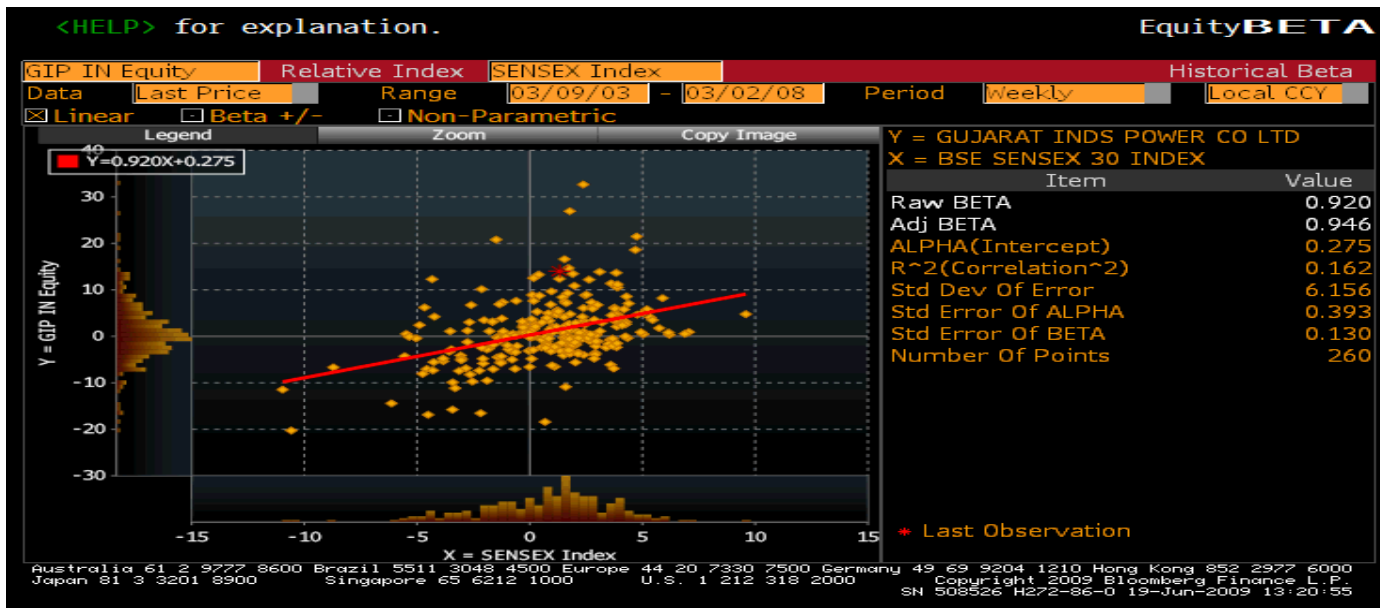 <HELP> for explanation.
EquityBETA
GIP IN Equity Relative Index SENSEX Index Historical Beta
Data Last Price Range 03/09/03 - 03/02/08 Period Weekly Local CCY
Linear Beta +/- Non-Parametric
Legend Zoom Copy Image
Y=0.920X+0.275
40
30
20
10
0
-10
-20
-30
Y = GIP IN Equity
-15 -10 -5 0 5 10 15
X = SENSEX Index
Y = GUJARAT INDS POWER CO LTD
X = BSE SENSEX 30 INDEX
Item Value
Raw BETA 0.920
Adj BETA 0.946
ALPHA(Intercept) 0.275
R^2(Correlation^2) 0.162
Std Dev Of Error 6.156
Std Error Of ALPHA 0.393
Std Error Of BETA 0.130
Number Of Points 260
* Last Observation
Australia 61 2 9777 8600 Brazil 5511 3048 4500 Europe 44 20 7330 7500 Germany 49 69 9204 1210 Hong Kong 852 2977 6000
Japan 81 3 3201 8900 Singapore 65 6212 1000 U.S. 1 212 318 2000 Copyright 2009 Bloomberg Finance L.P.
SN 508526 H272-86-0 19-Jun-2009 13:20:55